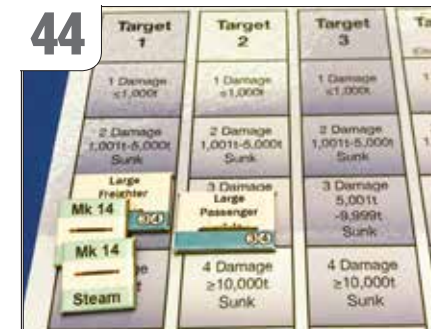 44
Target
1
Target
2
Target
3
1 Damage
≤1,000t
1 Damage
≤1,000t
1 Damage
≤1,000t
2 Damage
1,001t-5,000t
Sunk
2 Damage
1,001t-5,000t
Sunk
2 Damage
1,001t-5,000t
Sunk
Large
Freighter
Mk 14
Mk 14
Steam
3 Damage
Large
Passenger
3 Damage
5,001t
-9,999t
Sunk
4 Damage
≥10,000t
Sunk
4 Damage
≥10,000t
Sunk